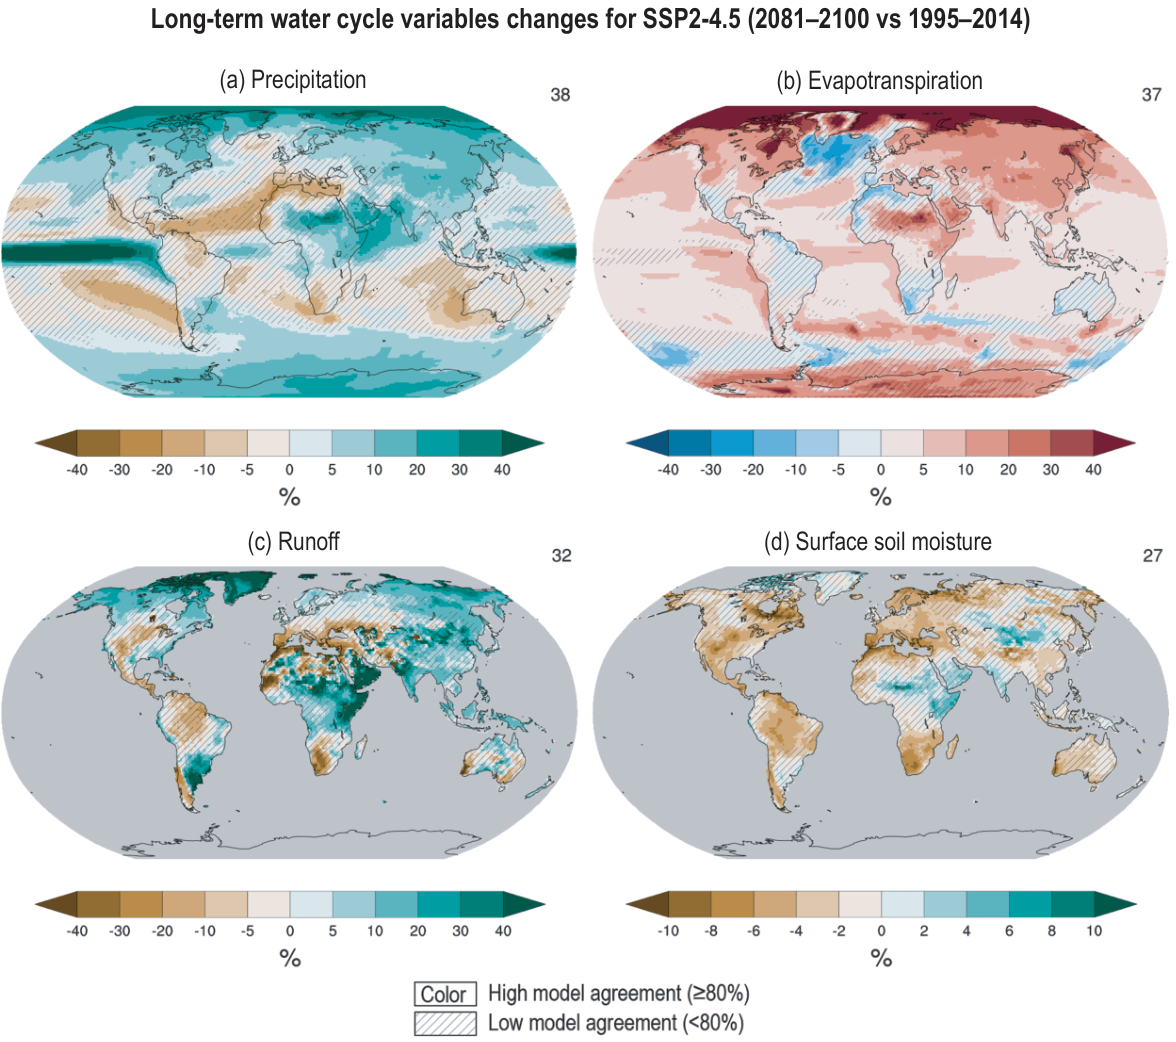 Long-term water cycle variables changes for SSP2-4.5 (2081–2100 vs 1995–2014)
(a) Precipitation
38
(b) Evapotranspiration
37
-40 -30 -20 -10 -5 0 5 10 20 30 40
%
-40 -30 -20 -10 -5 0 5 10 20 30 40
%
(c) Runoff
32
(d) Surface soil moisture
27
-40 -30 -20 -10 -5 0 5 10 20 30 40
%
-10 -8 -6 -4 -2 0 2 4 6 8 10
%
Color High model agreement (≥80%)
Low model agreement (<80%)